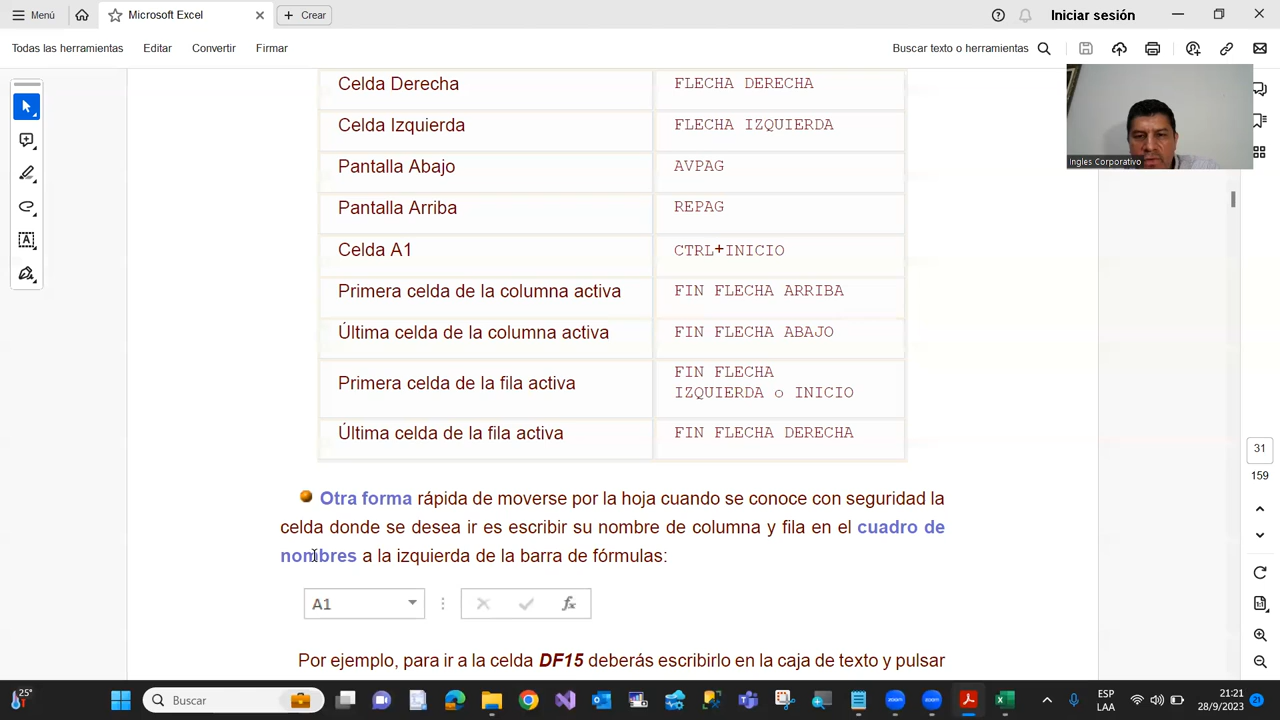 Menú
Microsoft Excel
Crear
Iniciar sesión
Todas las herramientas
Editar
Convertir
Firmar
Buscar texto o herramientas
Celda Derecha FLECHA DERECHA
Celda Izquierda FLECHA IZQUIERDA
Pantalla Abajo AVPAG
Pantalla Arriba REPAG
Celda A1 CTRL+INICIO
Primera celda de la columna activa FIN FLECHA ARRIBA
Última celda de la columna activa FIN FLECHA ABAJO
Primera celda de la fila activa FIN FLECHA
IZQUIERDA o INICIO
Última celda de la fila activa FIN FLECHA DERECHA
Otra forma rápida de moverse por la hoja cuando se conoce con seguridad la
celda donde se desea ir es escribir su nombre de columna y fila en el cuadro de
nombres a la izquierda de la barra de fórmulas:
A1 fx
Por ejemplo, para ir a la celda DF15 deberás escribirlo en la caja de texto y pulsar
Ingles Corporativo
31
159
25°
Buscar
ESP
LAA
21:21
28/9/2023